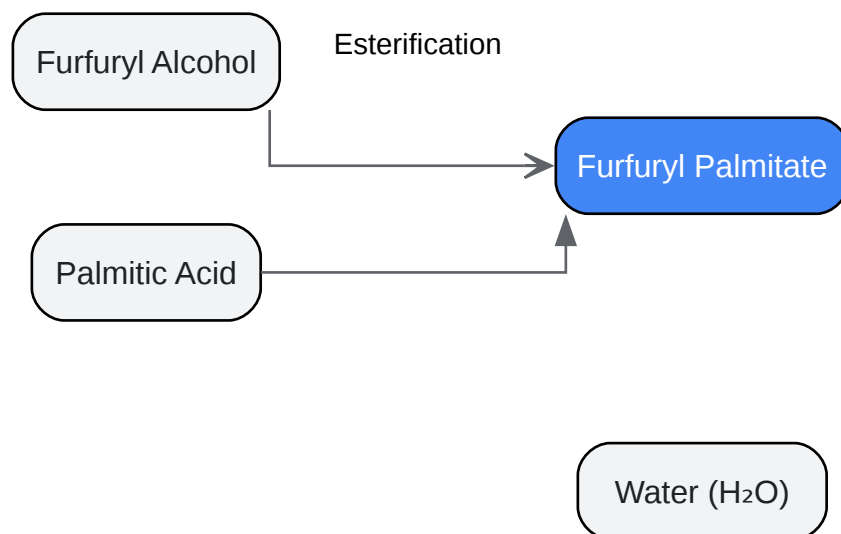 Furfuryl Alcohol
Esterification
Furfuryl Palmitate
Palmitic Acid
Water (H₂O)